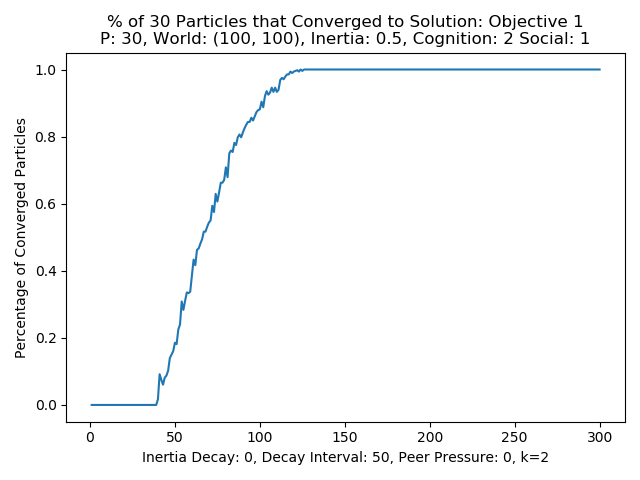 % of 30 Particles that Converged to Solution: Objective 1
P: 30, World: (100, 100), Inertia: 0.5, Cognition: 2 Social: 1
Percentage of Converged Particles
1.0
0.8
0.6
0.4
0.2
0.0
0 50 100 150 200 250 300
Inertia Decay: 0, Decay Interval: 50, Peer Pressure: 0, k=2